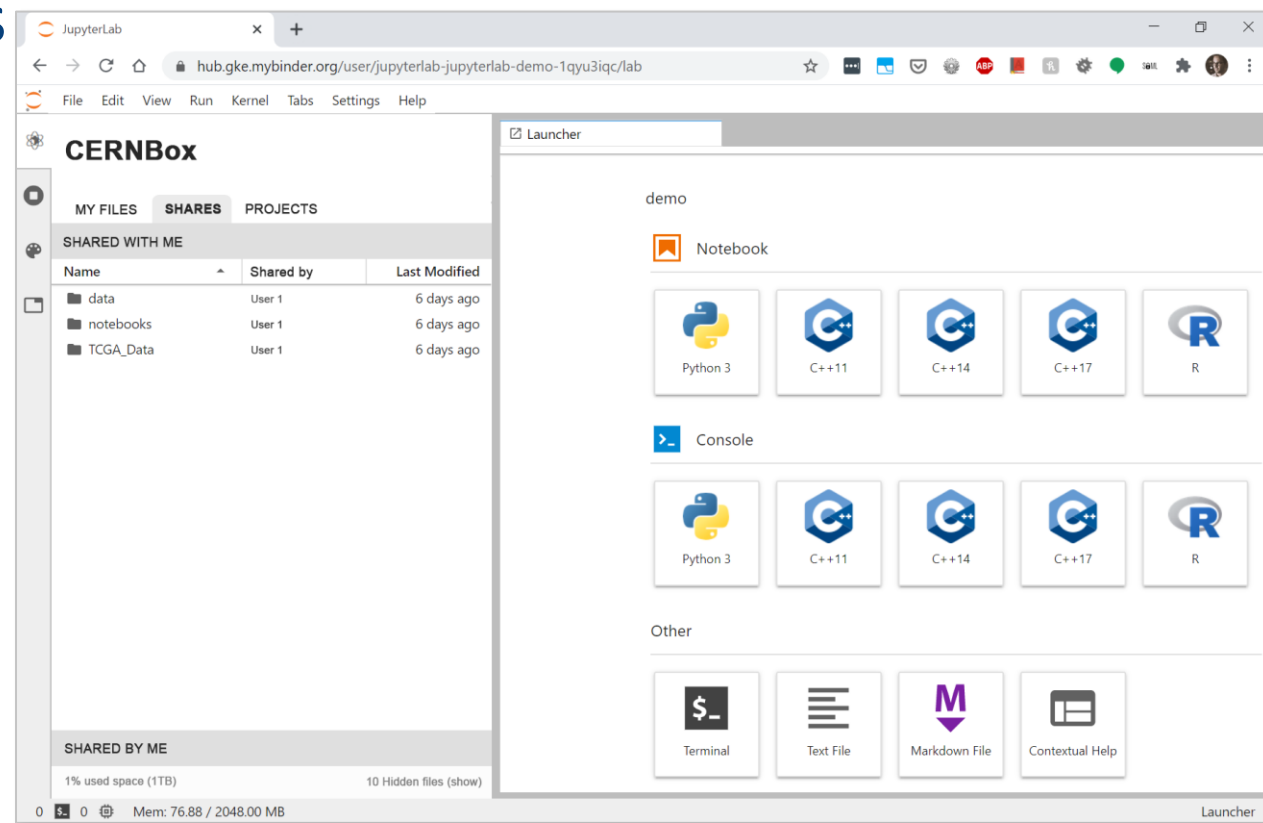 S
JupyterLab
hub.gke.mybinder.org/user/jupyterlab-jupyterlab-demo-1qyu3iqc/lab
ABP
File Edit View Run Kernel Tabs Settings Help
CERNBox
MY FILES SHARES PROJECTS
SHARED WITH ME
Name Shared by Last Modified
data User 1 6 days ago
notebooks User 1 6 days ago
TCGA_Data User 1 6 days ago
SHARED BY ME
1% used space (1TB) 10 Hidden files (show)
0 $_ 0 Mem: 76.88 / 2048.00 MB
Launcher
demo
Notebook
Python 3 C++11 C++14 C++17 R
Console
Python 3 C++11 C++14 C++17 R
Other
$_ M
Terminal Text File Markdown File Contextual Help
Launcher